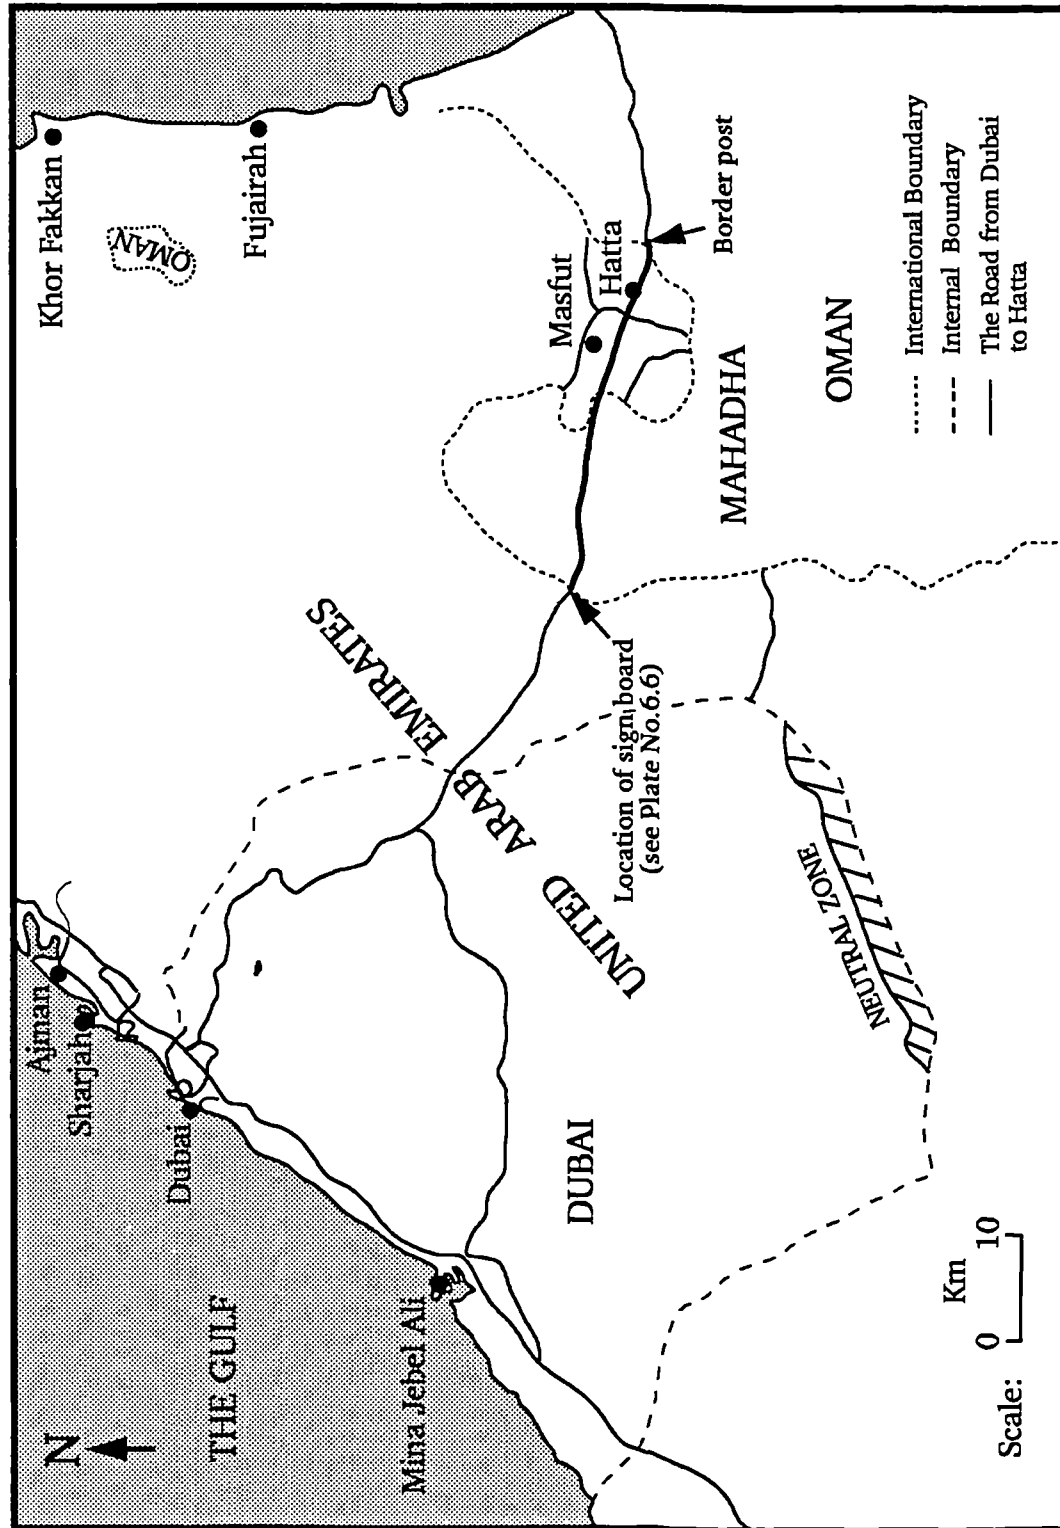 N
THE GULF
Ajman
Sharjah
Dubai
Mina Jebel Ali
Khor Fakkan
OMAN
Fujairah
UNITED ARAB EMIRATES
Masfut
Hatta
Border post
Location of sign board
(see Plate No.6.6)
DUBAI
MAHADHA
OMAN
NEUTRAL ZONE
Scale:
Km
0 10
International Boundary
Internal Boundary
The Road from Dubai
to Hatta